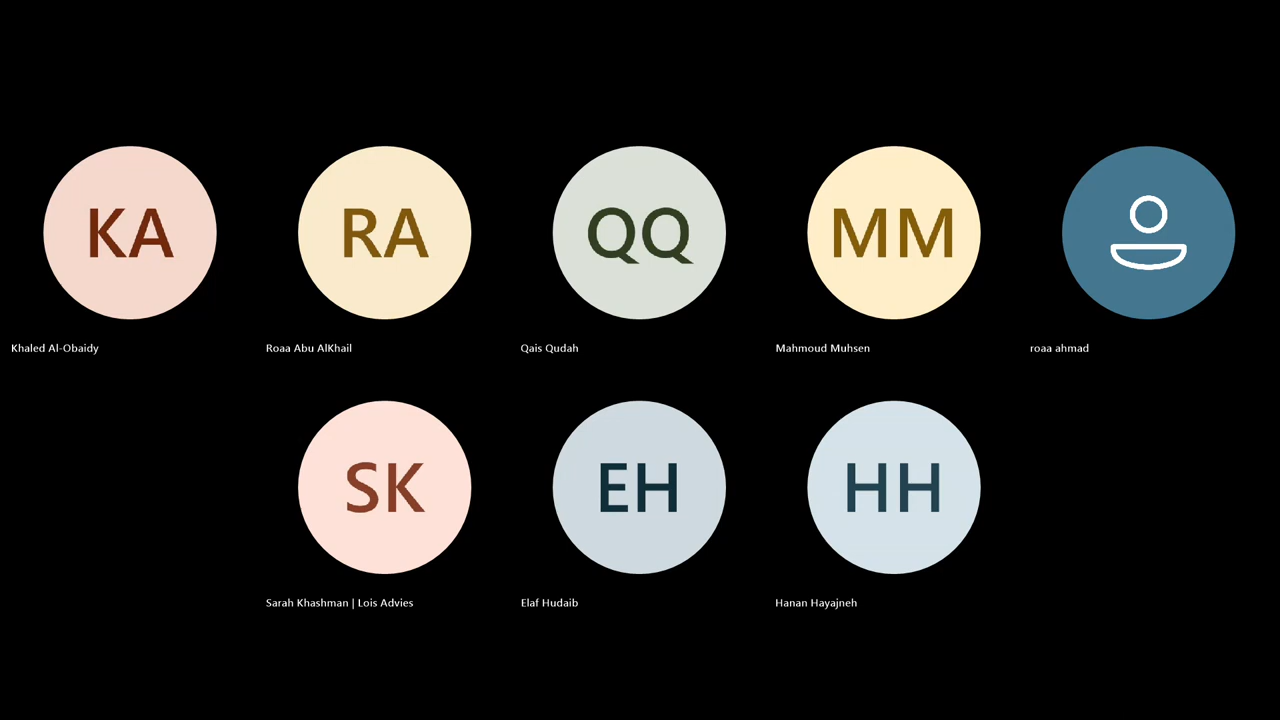 KA
RA
QQ
MM
Khaled Al-Obaidy
Roaa Abu AlKhail
Qais Qudah
Mahmoud Muhsen
roaa ahmad
SK
EH
HH
Sarah Khashman | Lois Advies
Elaf Hudaib
Hanan Hayajneh